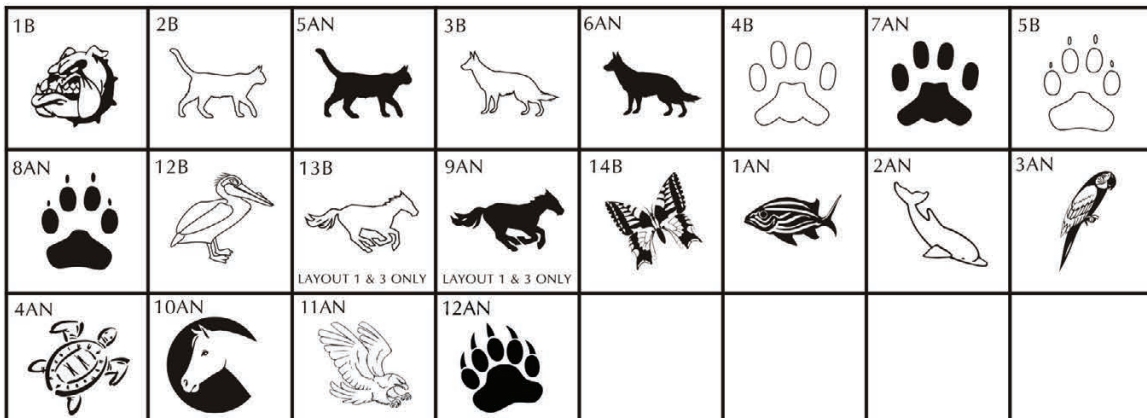 1B
2B
5AN
3B
6AN
4B
7AN
5B
8AN
12B
13B
9AN
14B
1AN
2AN
3AN
LAYOUT 1 & 3 ONLY
LAYOUT 1 & 3 ONLY
4AN
10AN
11AN
12AN